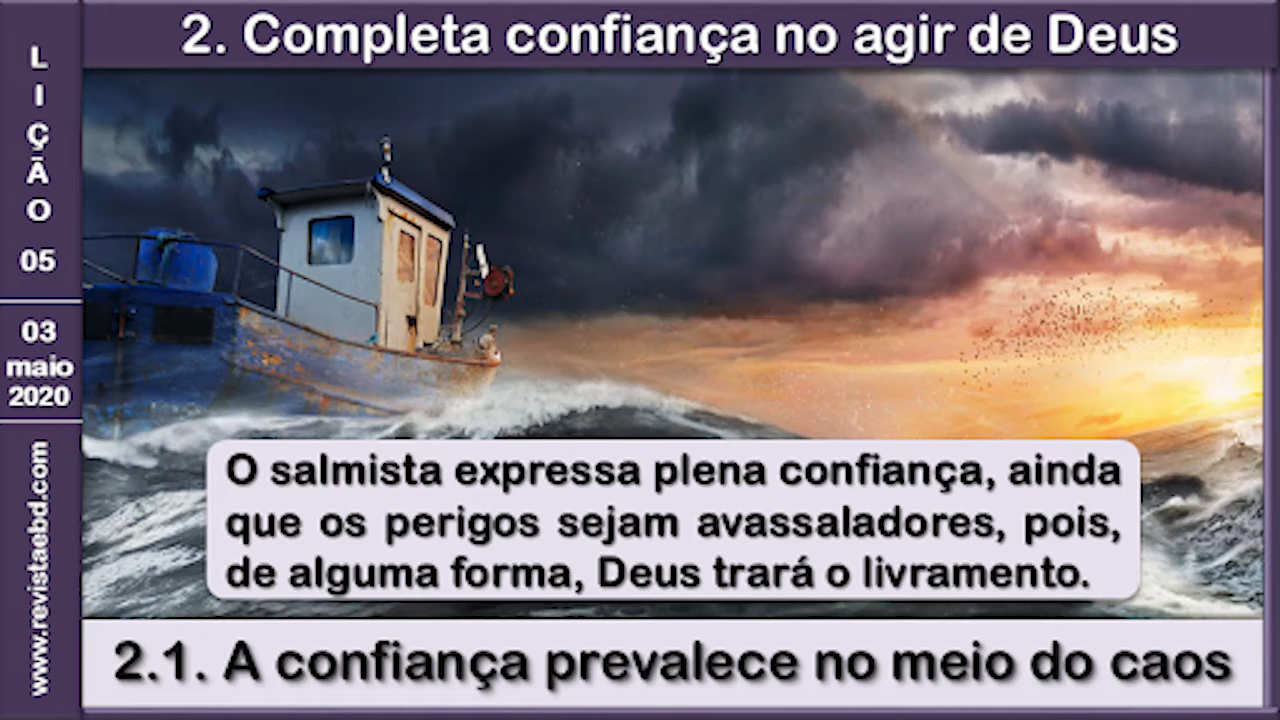 2. Completa confiança no agir de Deus
LIÇÃO
05
03
maio
2020
www.revistaebd.com
O salmista expressa plena confiança, ainda
que os perigos sejam avassaladores, pois,
de alguma forma, Deus trará o livramento.
2.1. A confiança prevalece no meio do caos